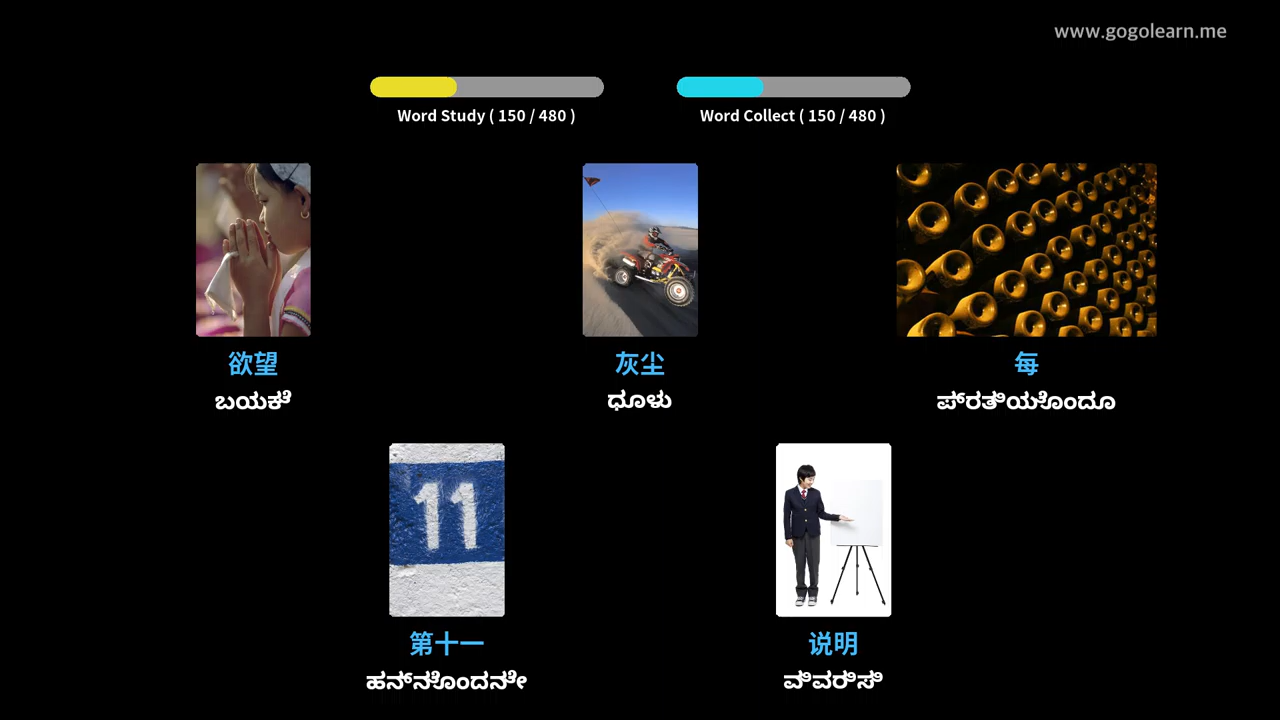 www.gogolearn.me
Word Study ( 150 / 480 )
Word Collect ( 150 / 480 )
欲望
ಬಯಕೆ
灰尘
ಧೂಳು
每
ಪ್ರತಿಯೊಂದೂ
第十一
ಹನ್ನೊಂದನೇ
说明
ವಿವರಿಸಿ